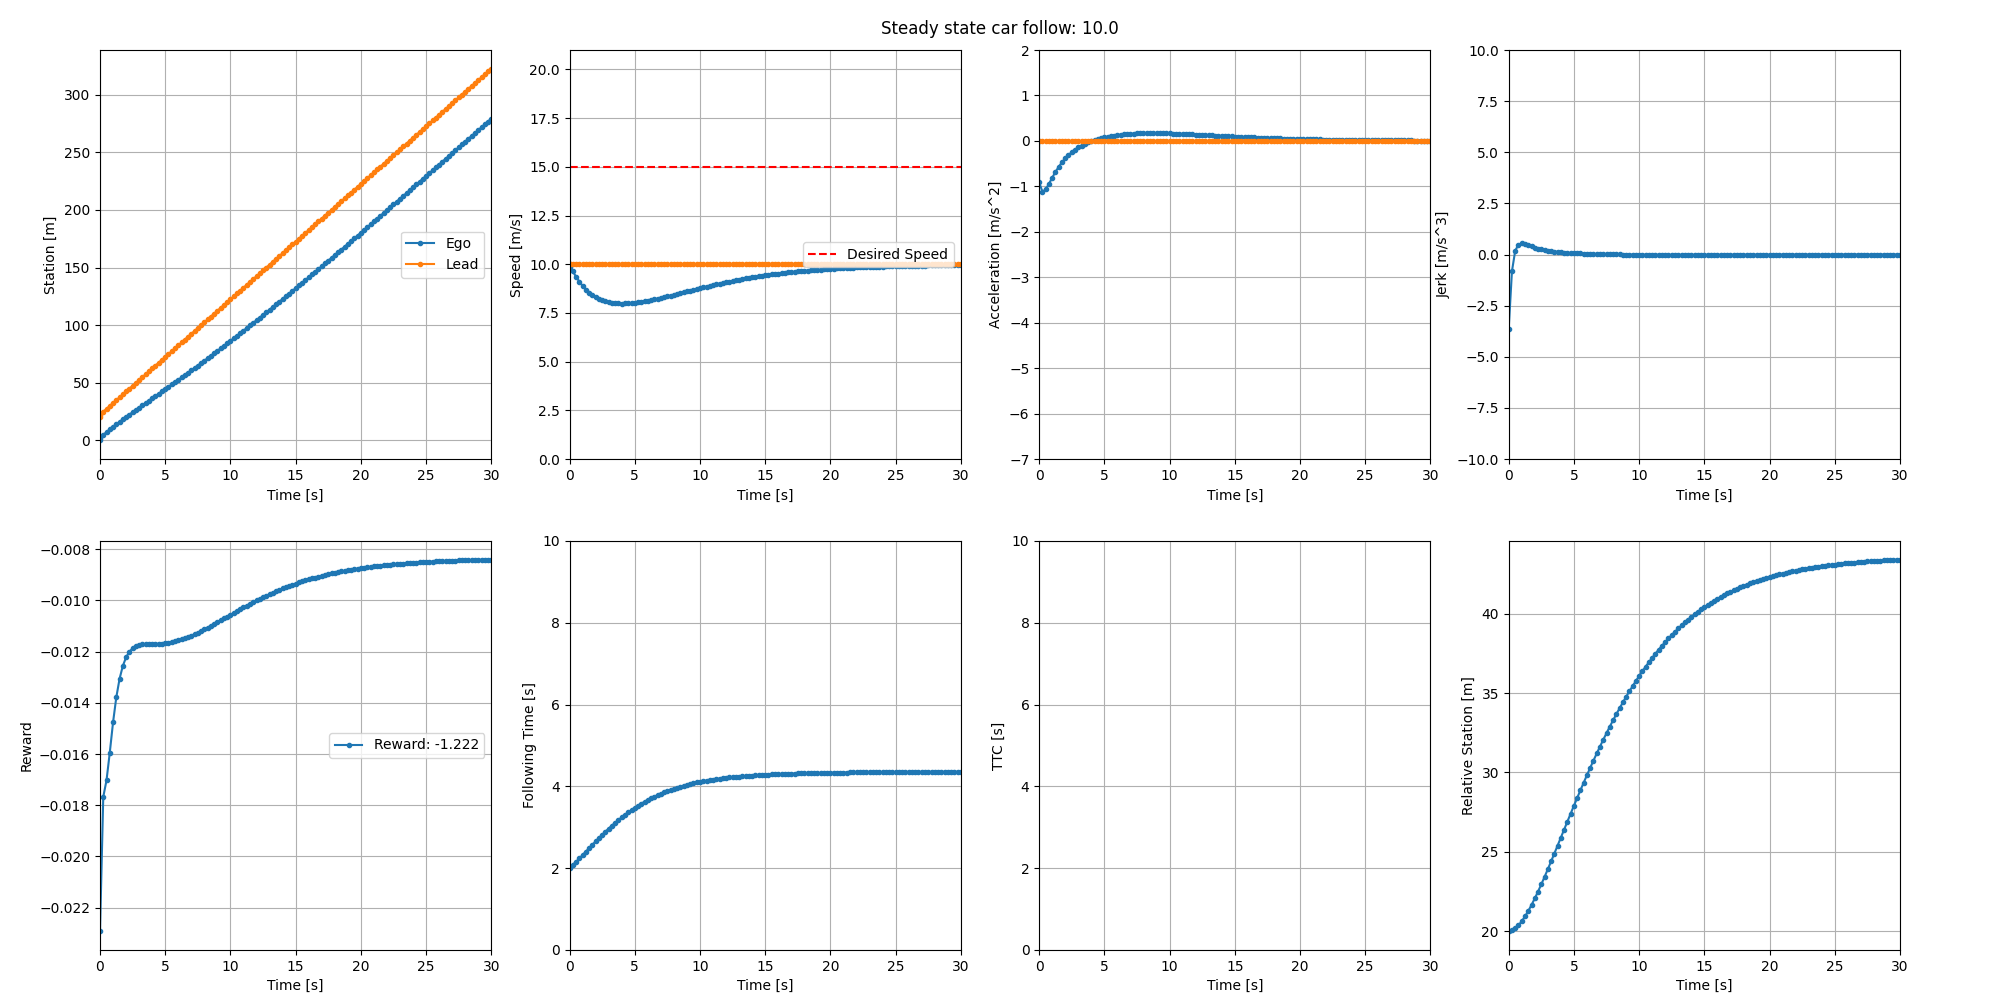 Steady state car follow: 10.0
Station [m]
300
250
200
150
100
50
0
Ego
Lead
0 5 10 15 20 25 30
Time [s]
Speed [m/s]
20.0
17.5
15.0
12.5
10.0
7.5
5.0
2.5
0.0
Desired Speed
0 5 10 15 20 25 30
Time [s]
Acceleration [m/s^2]
2
1
0
−1
−2
−3
−4
−5
−6
−7
0 5 10 15 20 25 30
Time [s]
Jerk [m/s^3]
10.0
7.5
5.0
2.5
0.0
−2.5
−5.0
−7.5
−10.0
0 5 10 15 20 25 30
Time [s]
Reward
−0.008
−0.010
−0.012
−0.014
−0.016
−0.018
−0.020
−0.022
Reward: -1.222
0 5 10 15 20 25 30
Time [s]
Following Time [s]
10
8
6
4
2
0
0 5 10 15 20 25 30
Time [s]
TTC [s]
10
8
6
4
2
0
0 5 10 15 20 25 30
Time [s]
Relative Station [m]
40
35
30
25
20
0 5 10 15 20 25 30
Time [s]